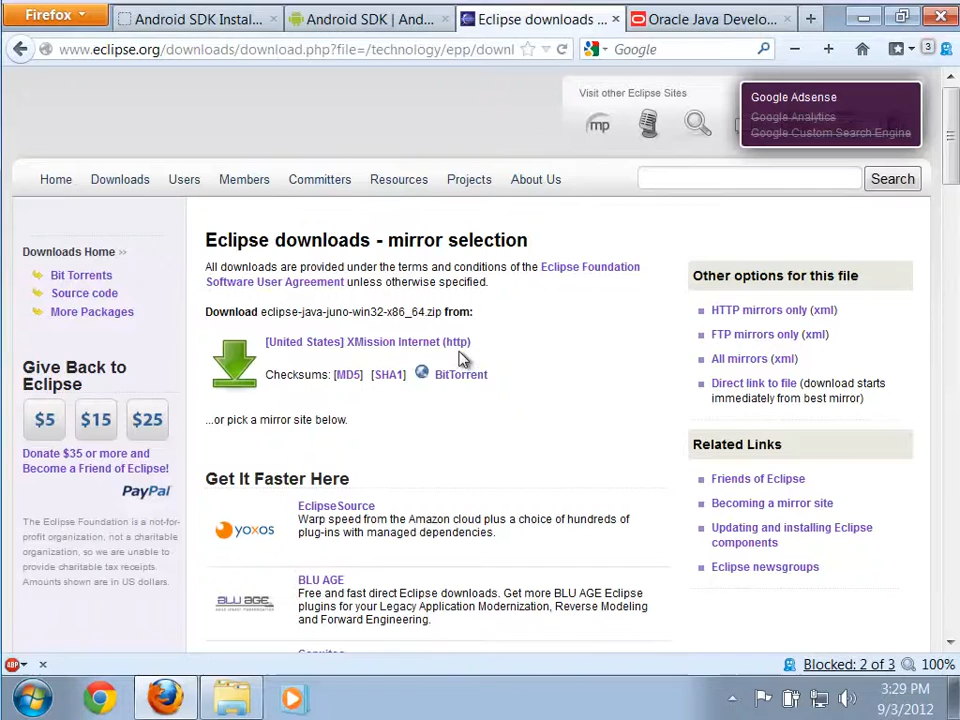 Firefox
Android SDK Instal...
Android SDK | And...
Eclipse downloads ...
Oracle Java Develo...
www.eclipse.org/downloads/download.php?file=/technology/epp/downl
Google
3
Visit other Eclipse Sites
mp
Google Adsense
Google Analytics
Google Custom Search Engine
Home
Downloads
Users
Members
Committers
Resources
Projects
About Us
Search
Downloads Home >>
Bit Torrents
Source code
More Packages
Give Back to
Eclipse
$5
$15
$25
Donate $35 or more and
Become a Friend of Eclipse!
PayPal
The Eclipse Foundation is a not-for-
profit organization, not a charitable
organization, so we are unable to
provide charitable tax receipts.
Amounts shown are in US dollars.
Eclipse downloads - mirror selection
All downloads are provided under the terms and conditions of the Eclipse Foundation
Software User Agreement unless otherwise specified.
Download eclipse-java-juno-win32-x86_64.zip from:
[United States] XMission Internet (http)
Checksums: [MD5] [SHA1] BitTorrent
...or pick a mirror site below.
Get It Faster Here
yoxos
EclipseSource
Warp speed from the Amazon cloud plus a choice of hundreds of
plug-ins with managed dependencies.
BLU AGE
BLU AGE
Free and fast direct Eclipse downloads. Get more BLU AGE Eclipse
plugins for your Legacy Application Modernization, Reverse Modeling
and Forward Engineering.
Other options for this file
HTTP mirrors only (xml)
FTP mirrors only (xml)
All mirrors (xml)
Direct link to file (download starts
immediately from best mirror)
Related Links
Friends of Eclipse
Becoming a mirror site
Updating and installing Eclipse
components
Eclipse newsgroups
ABP
Blocked: 2 of 3
100%
3:29 PM
9/3/2012